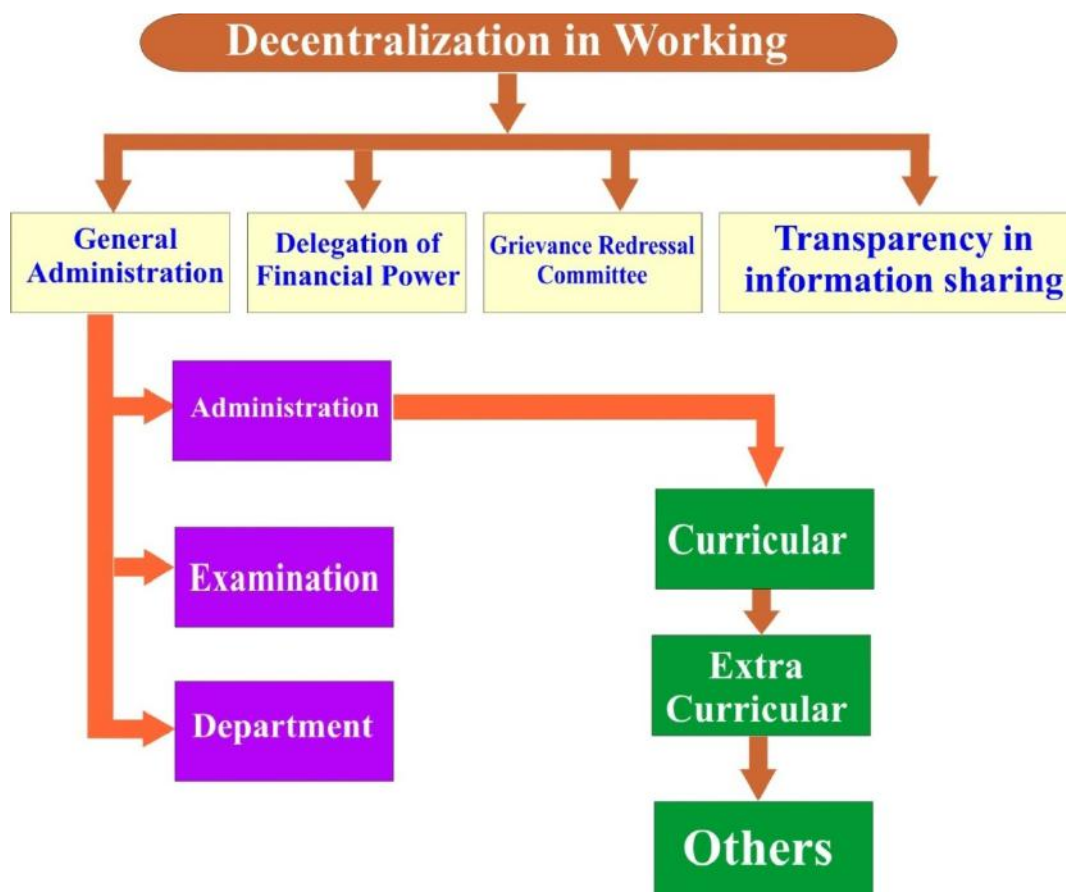 Decentralization in Working
General
Administration
Delegation of
Financial Power
Grievance Redressal
Committee
Transparency in
information sharing
Administration
Examination
Department
Curricular
Extra
Curricular
Others